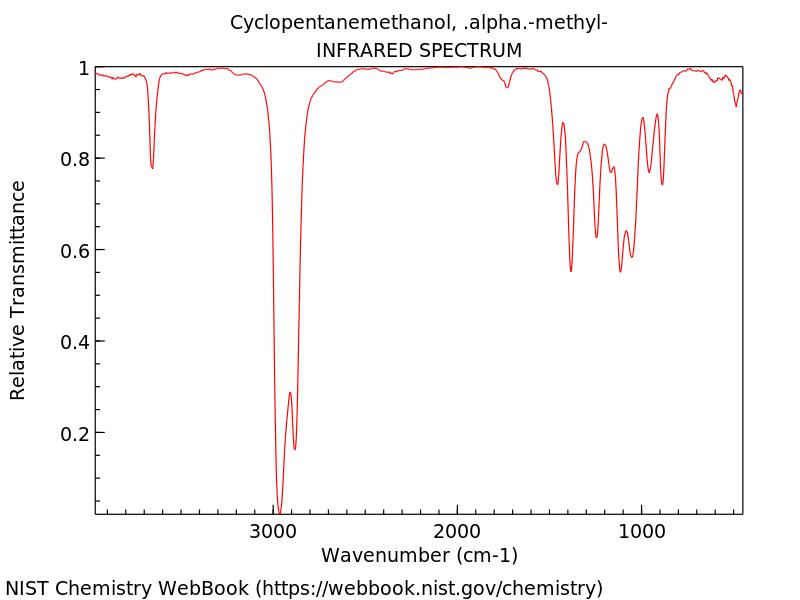 Cyclopentanemethanol, .alpha.-methyl-
INFRARED SPECTRUM
1
0.8
0.6
0.4
0.2
Relative Transmittance
3000 2000 1000
Wavenumber (cm-1)
NIST Chemistry WebBook (https://webbook.nist.gov/chemistry)